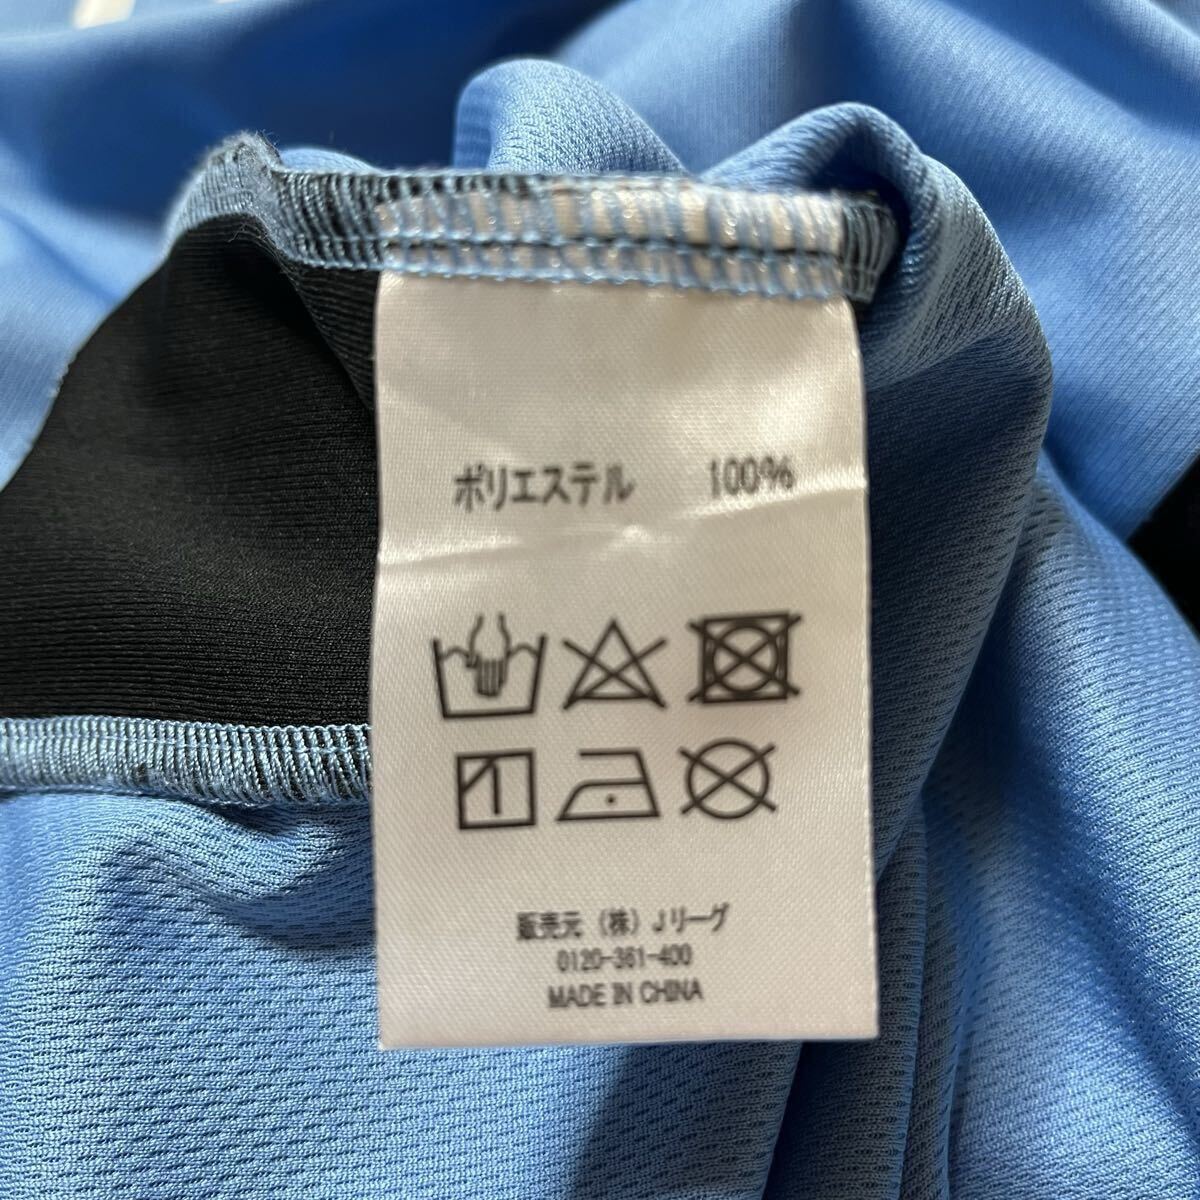 ポリエステル 100%
販売元 (株) Jリーグ
0120-361-400
MADE IN CHINA